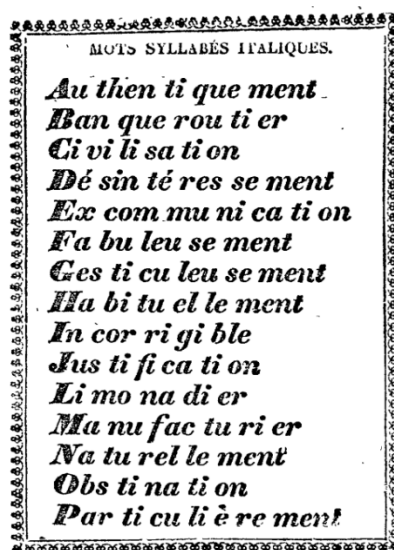 MOTS SYLLABÉS ITALIQUES.
Au then ti que ment
Ban que rou ti er
Ci vi li sa ti on
Dé sin té res se ment
Ex com mu ni ca ti on
Fa bu leu se ment
Ges ti cu leu se ment
Ha bi tu el le ment
In cor ri gi ble
Jus ti fi ca ti on
Li mo na di er
Ma nu fac tu ri er
Na tu rel le ment
Obs ti na ti on
Par ti cu li è re ment